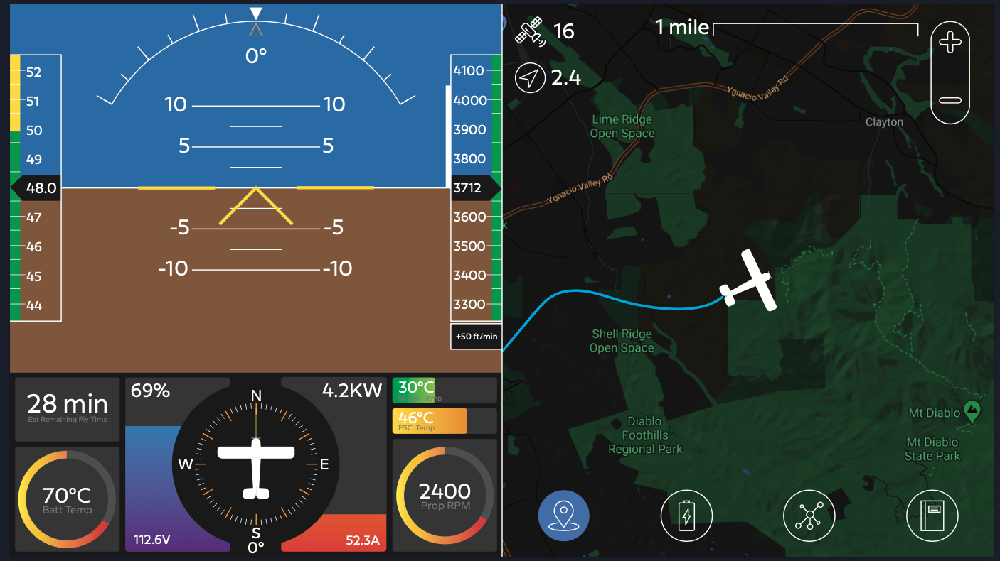 0°
52
51
50
49
48.0
47
46
45
44
10 10
5 5
-5 -5
-10 -10
4100
4000
3900
3800
3712
3600
3500
3400
3300
+50 ft/min
28 min
Est Remaining Fly Time
70°C
Batt Temp
69%
112.6V
N
W E
S
0°
4.2KW
52.3A
30°C
Motor Temp
46°C
ESC Temp
2400
Prop RPM
16
2.4
1 mile
Ygnacio Valley Rd
Lime Ridge
Open Space
Clayton
Ygnacio Valley Rd
k
Shell Ridge
Open Space
Mt Diablo
Diablo
Foothills
Regional Park
Mt Diablo
State Park